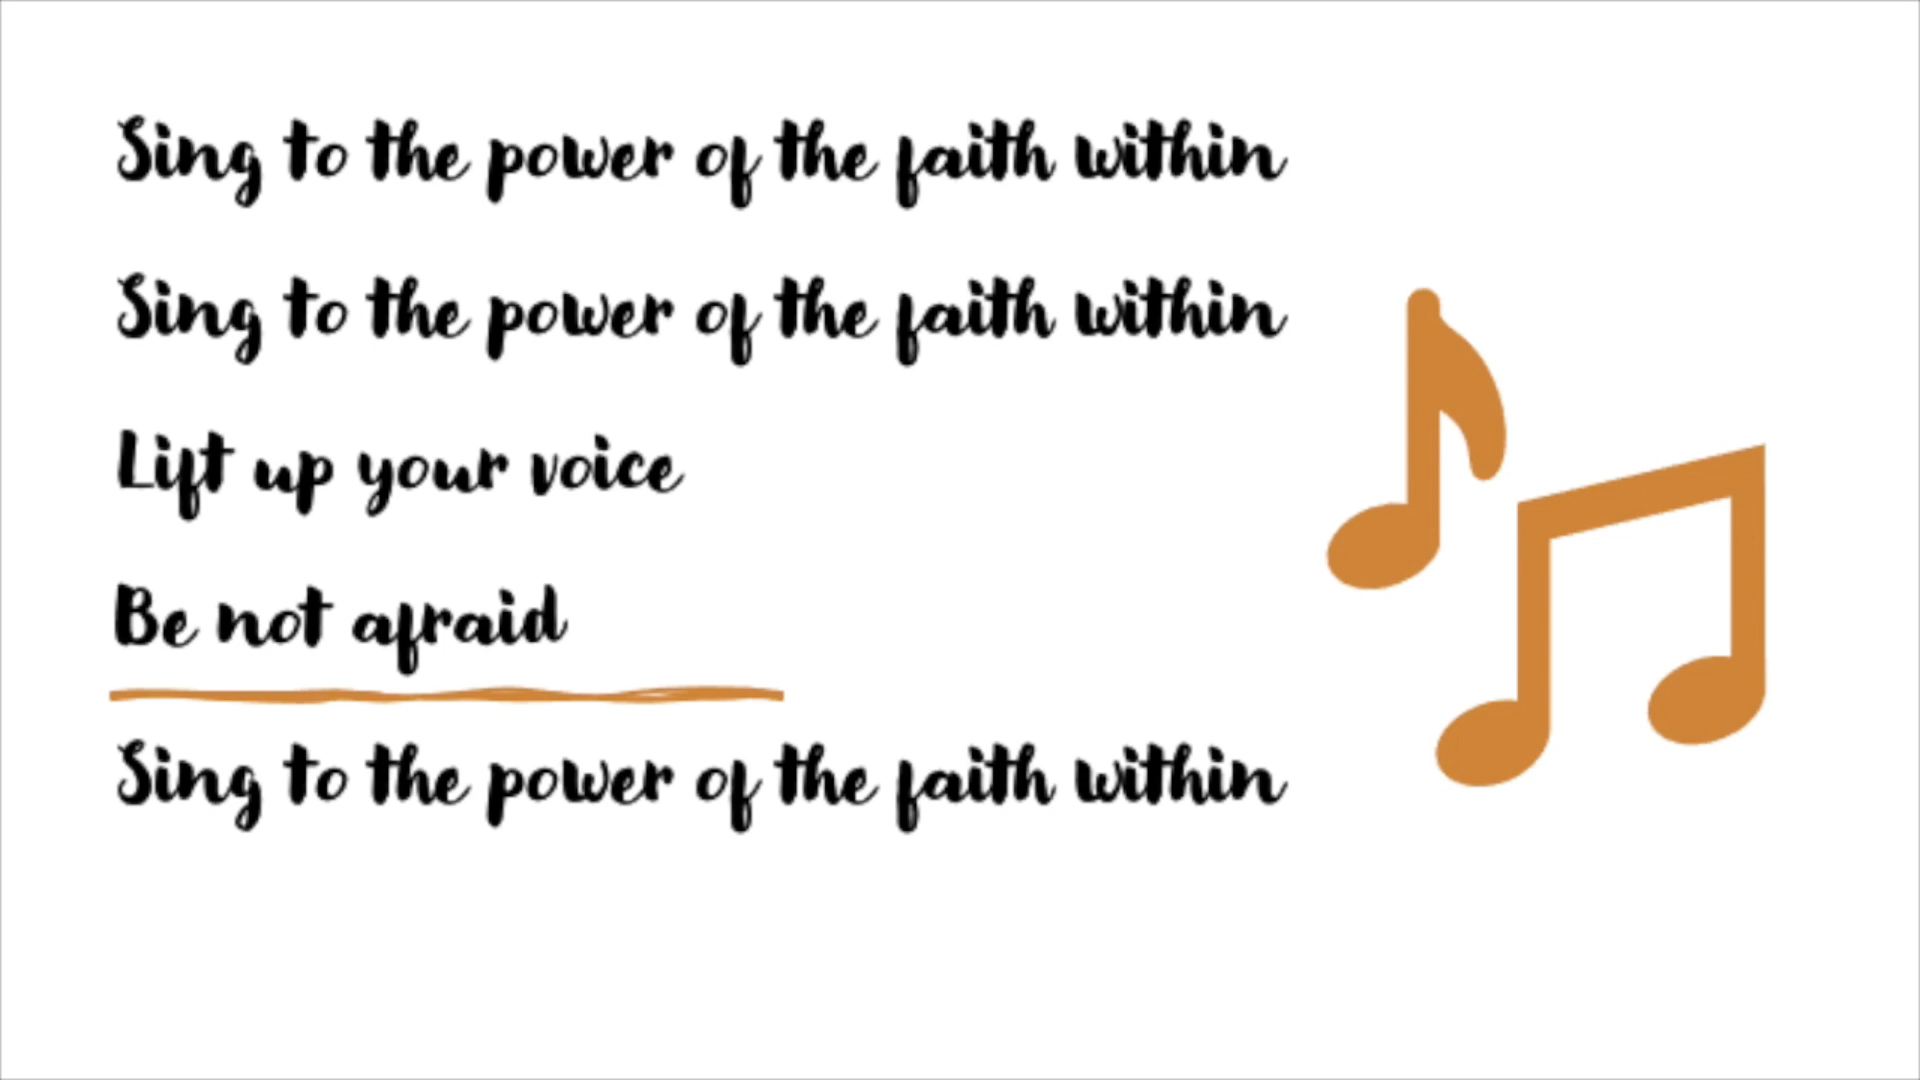 Sing to the power of the faith within
Sing to the power of the faith within
Lift up your voice
Be not afraid
Sing to the power of the faith within